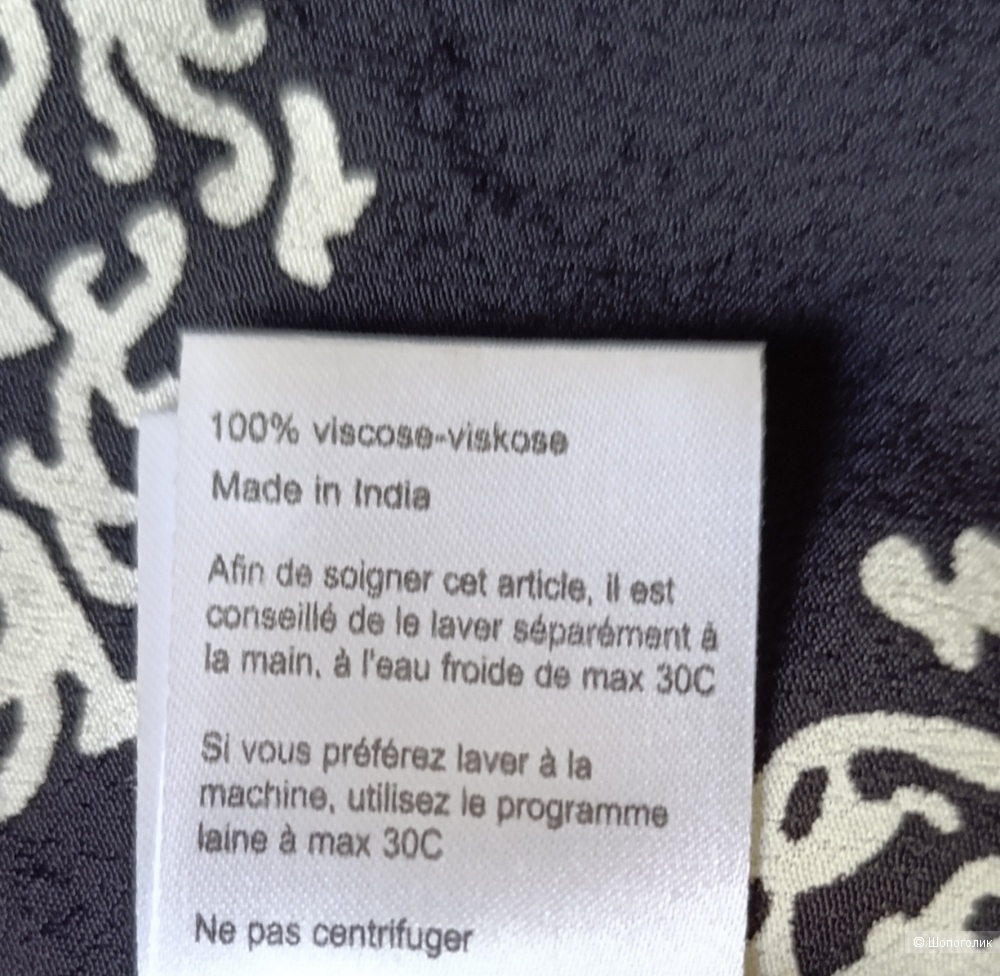 100% viscose-viskose
Made in India
Afin de soigner cet article, il est
conseillé de le laver séparément à
la main, à l'eau froide de max 30C
Si vous préférez laver à la
machine, utilisez le programme
laine à max 30C
Ne pas centrifuger
© Шопоголик